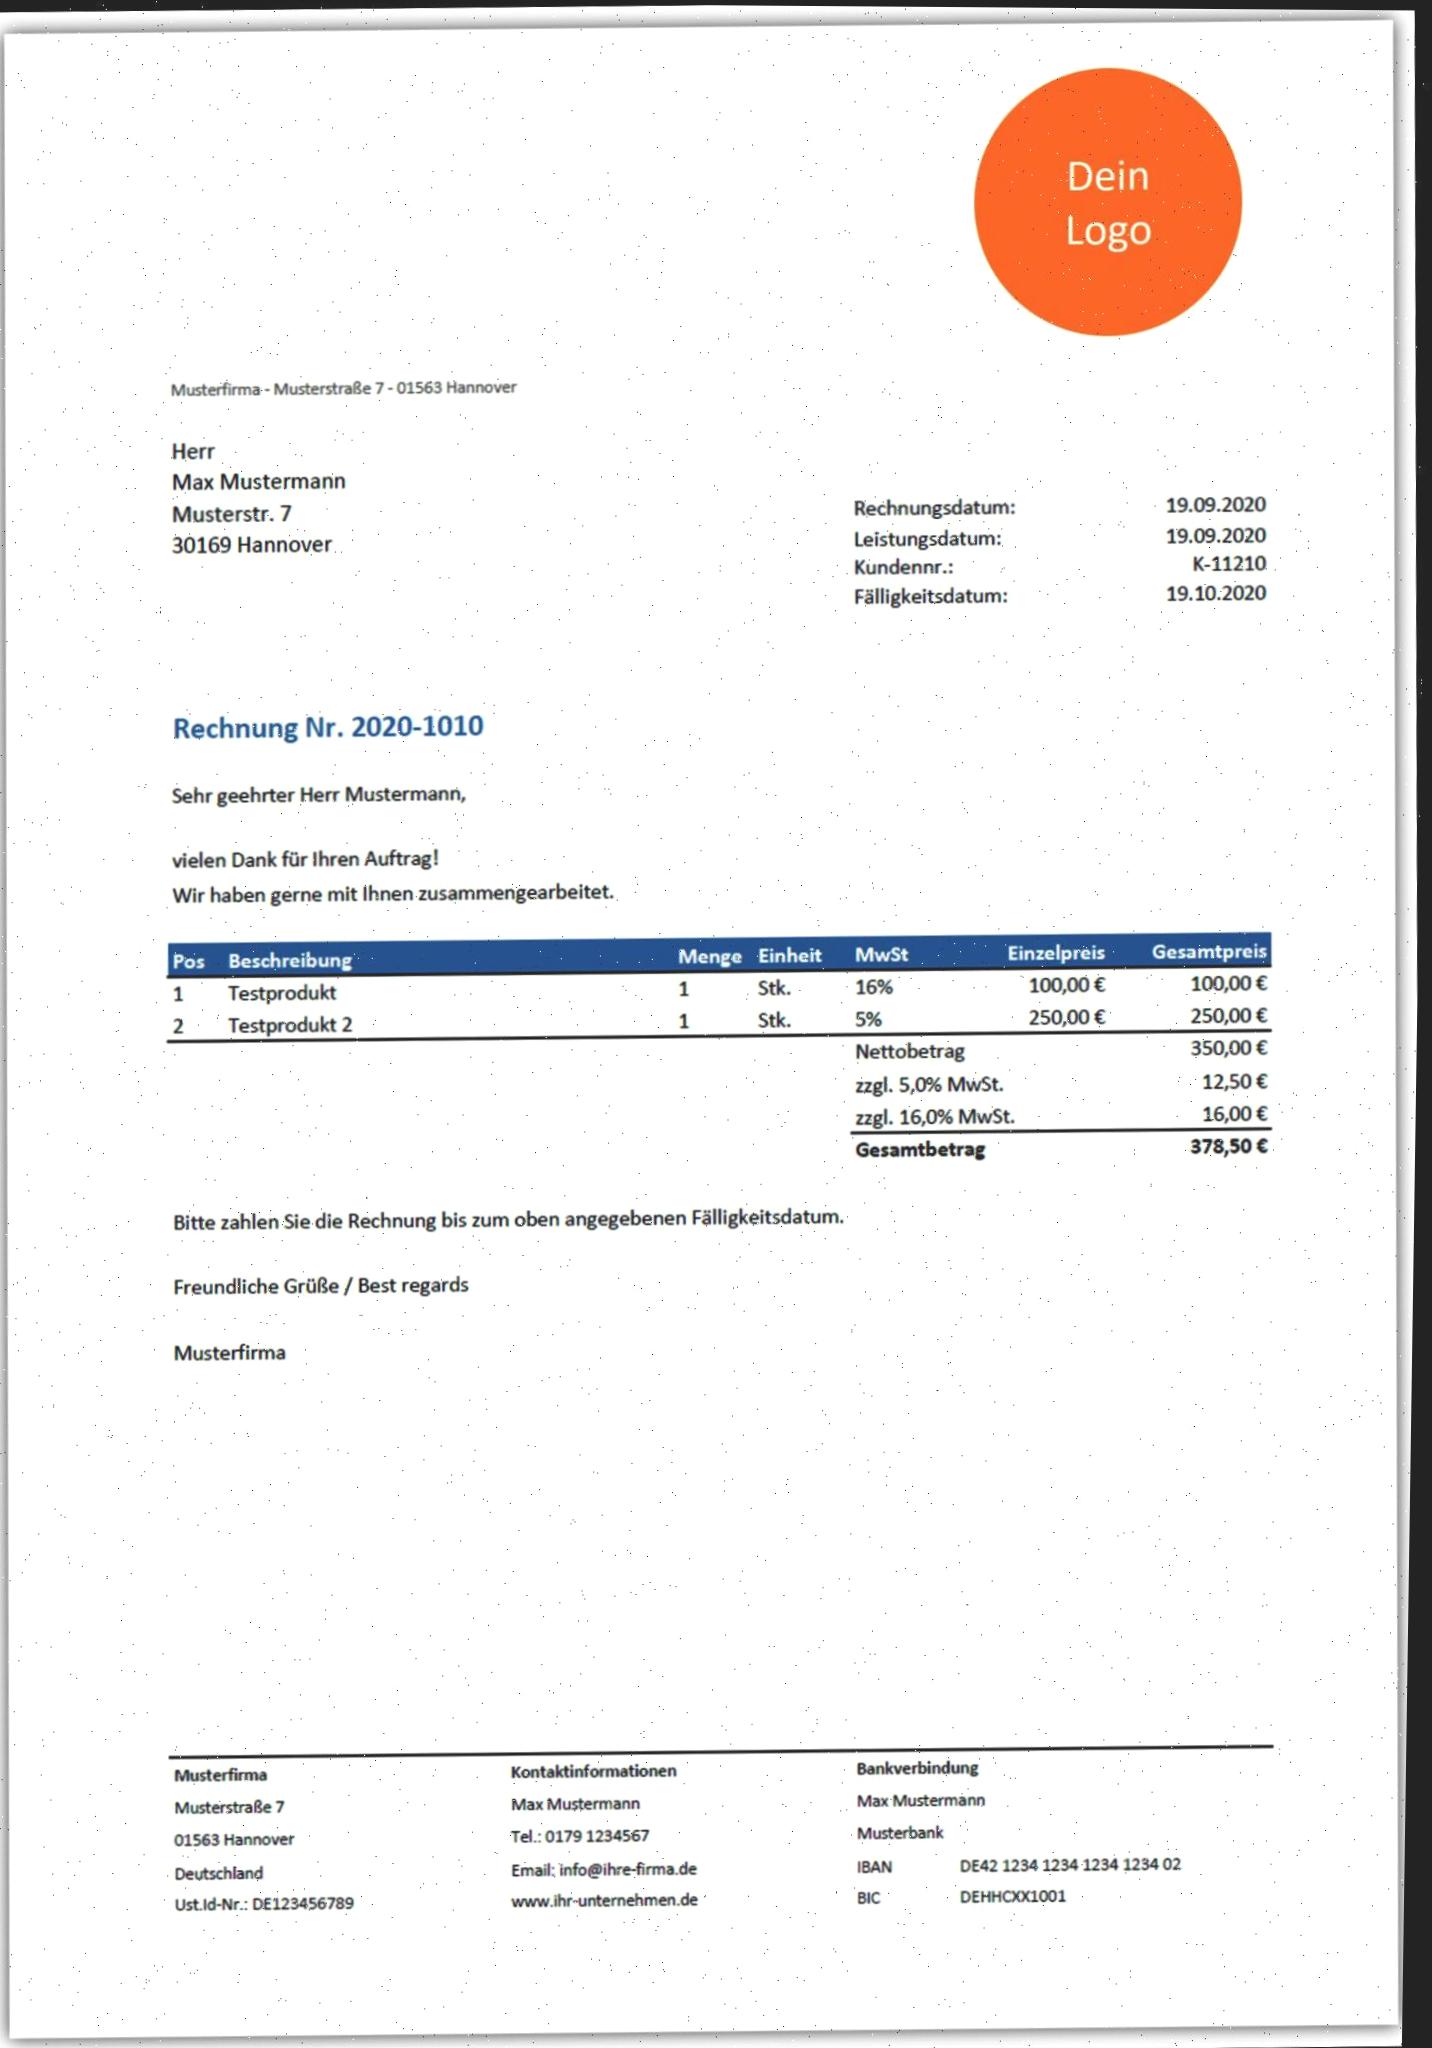 Dein
Logo
Musterfirma - Musterstraße 7 - 01563 Hannover
Herr
Max Mustermann
Musterstr. 7
30169 Hannover
Rechnungsdatum: 19.09.2020
Leistungsdatum: 19.09.2020
Kundennr.: K-11210
Fälligkeitsdatum: 19.10.2020
Rechnung Nr. 2020-1010
Sehr geehrter Herr Mustermann,
vielen Dank für Ihren Auftrag!
Wir haben gerne mit Ihnen zusammengearbeitet.
Pos Beschreibung Menge Einheit MwSt Einzelpreis Gesamtpreis
1 Testprodukt 1 Stk. 16% 100,00 € 100,00 €
2 Testprodukt 2 1 Stk. 5% 250,00 € 250,00 €
Nettobetrag 350,00 €
zzgl. 5,0% MwSt. 12,50 €
zzgl. 16,0% MwSt. 16,00 €
Gesamtbetrag 378,50 €
Bitte zahlen Sie die Rechnung bis zum oben angegebenen Fälligkeitsdatum.
Freundliche Grüße / Best regards
Musterfirma
Musterfirma
Musterstraße 7
01563 Hannover
Deutschland
Ust.Id-Nr.: DE123456789
Kontaktinformationen
Max Mustermann
Tel.: 0179 1234567
Email: info@ihre-firma.de
www.ihr-unternehmen.de
Bankverbindung
Max Mustermann
Musterbank
IBAN DE42 1234 1234 1234 1234 02
BIC DEHHCXX1001